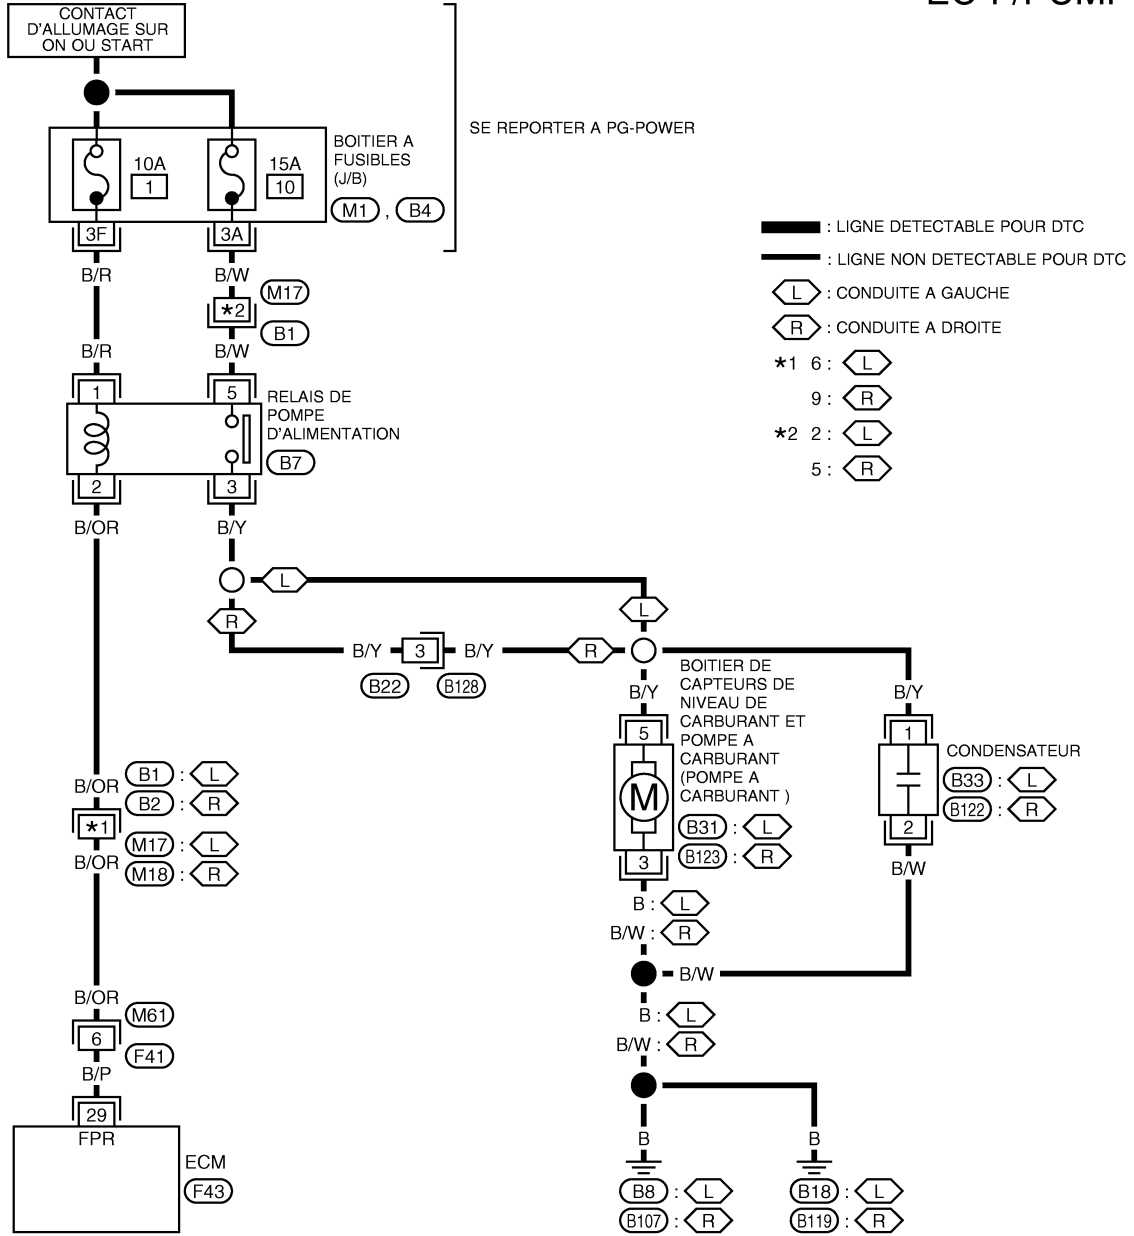 CONTACT
D'ALLUMAGE SUR
ON OU START
SE REPORTER A PG-POWER
10A
1
15A
10
BOITIER A
FUSIBLES
(J/B)
M1 , B4
3F
3A
B/R
B/W
M17
*2
B1
B/R
B/W
1
5
RELAIS DE
POMPE
D'ALIMENTATION
B7
2
3
B/OR
B/Y
: LIGNE DETECTABLE POUR DTC
: LIGNE NON DETECTABLE POUR DTC
L : CONDUITE A GAUCHE
R : CONDUITE A DROITE
*1 6 : L
9 : R
*2 2 : L
5 : R
L
L
R
B/Y 3 B/Y
R
B22
B128
B/Y
B/Y
5
BOITIER DE
CAPTEURS DE
NIVEAU DE
CARBURANT ET
POMPE A
CARBURANT
(POMPE A
CARBURANT )
M
B31 : L
B123 : R
3
1
CONDENSATEUR
B33 : L
B122 : R
2
B/W
B : L
B/W : R
B/W
B : L
B/W : R
B
B
B8 : L
B107 : R
B18 : L
B119 : R
B/OR
B1 : L
B2 : R
*1
M17 : L
M18 : R
B/OR
B/OR
M61
6
F41
B/P
29
FPR
ECM
F43